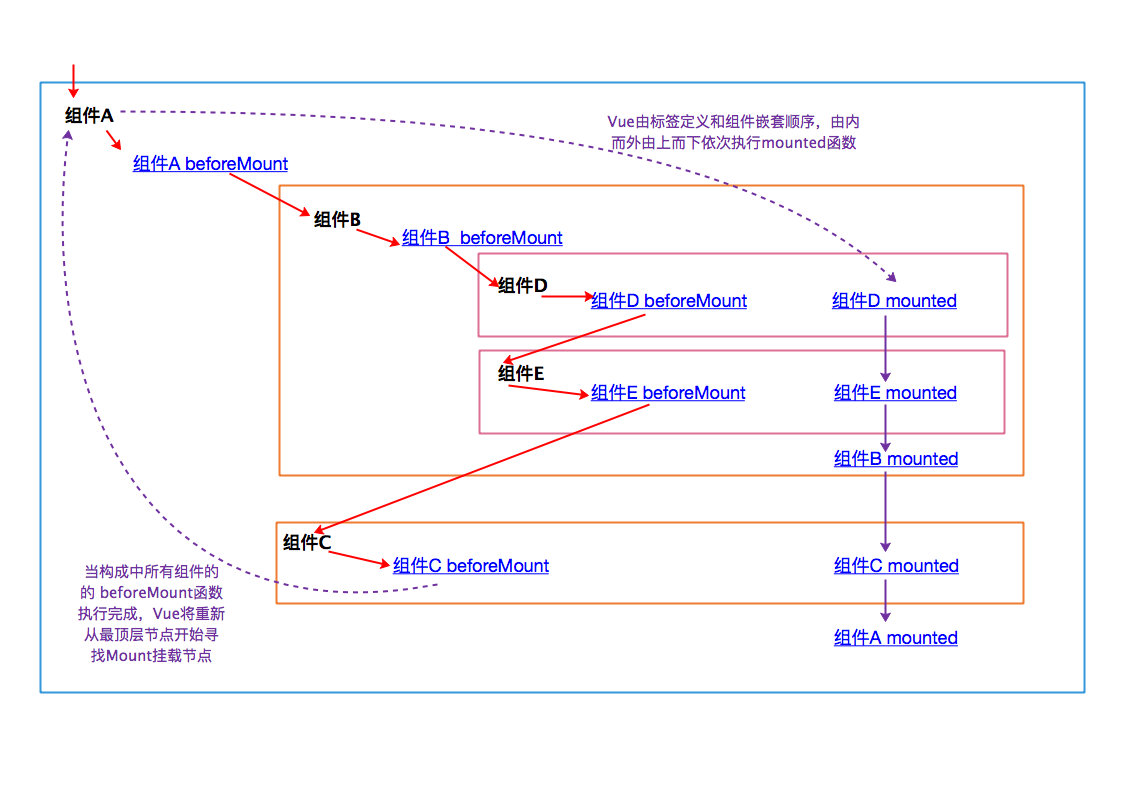 组件A
Vue由标签定义和组件嵌套顺序，由内
而外由上而下依次执行mounted函数
组件A beforeMount
组件B
组件B  beforeMount
组件D
组件D beforeMount
组件D mounted
组件E
组件E beforeMount
组件E mounted
组件B mounted
组件C
组件C beforeMount
组件C mounted
当构成中所有组件的
的 beforeMount函数
执行完成，Vue将重新
从最顶层节点开始寻
找Mount挂载节点
组件A mounted